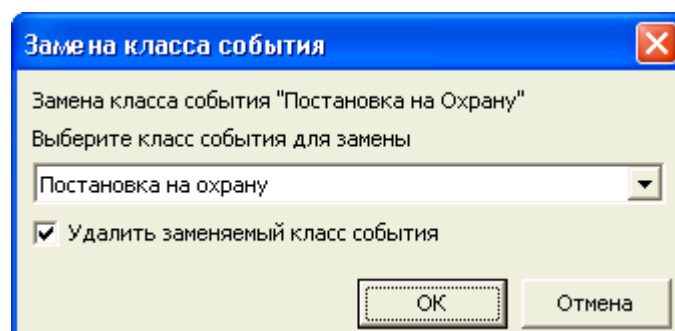 Замена класса события
Замена класса события "Постановка на Охрану"
Выберите класс события для замены
Постановка на охрану
Удалить заменяемый класс события
ОК
Отмена